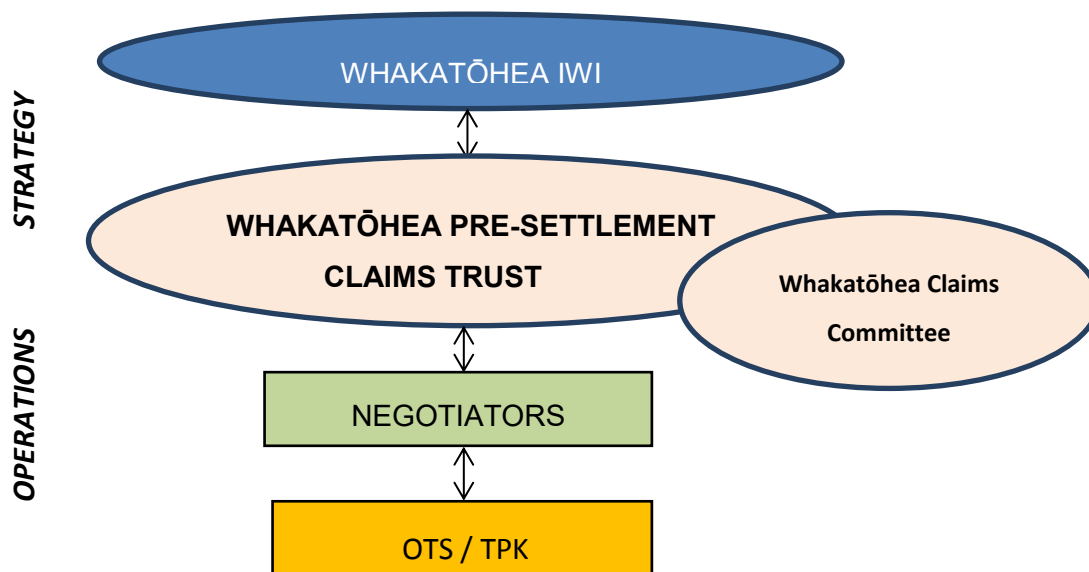 WHAKATŌHEA IWI
STRATEGY
WHAKATŌHEA PRE-SETTLEMENT
CLAIMS TRUST
Whakatōhea Claims
Committee
OPERATIONS
NEGOTIATORS
OTS / TPK